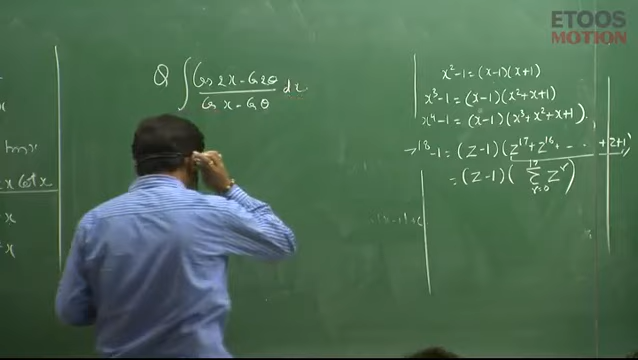 ETOOS
MOTION
Q ∫ (Cos 2x - Cos 2θ)/(Cos x - Cos θ) dx
x² - 1 = (x-1)(x+1)
x³ - 1 = (x-1)(x²+x+1)
x⁴ - 1 = (x-1)(x³+x²+x+1)
z¹⁸ - 1 = (z-1)(z¹⁷+z¹⁶+ - - - +z+1)
= (z-1)(Σ_{r=0}^{17} z^r)